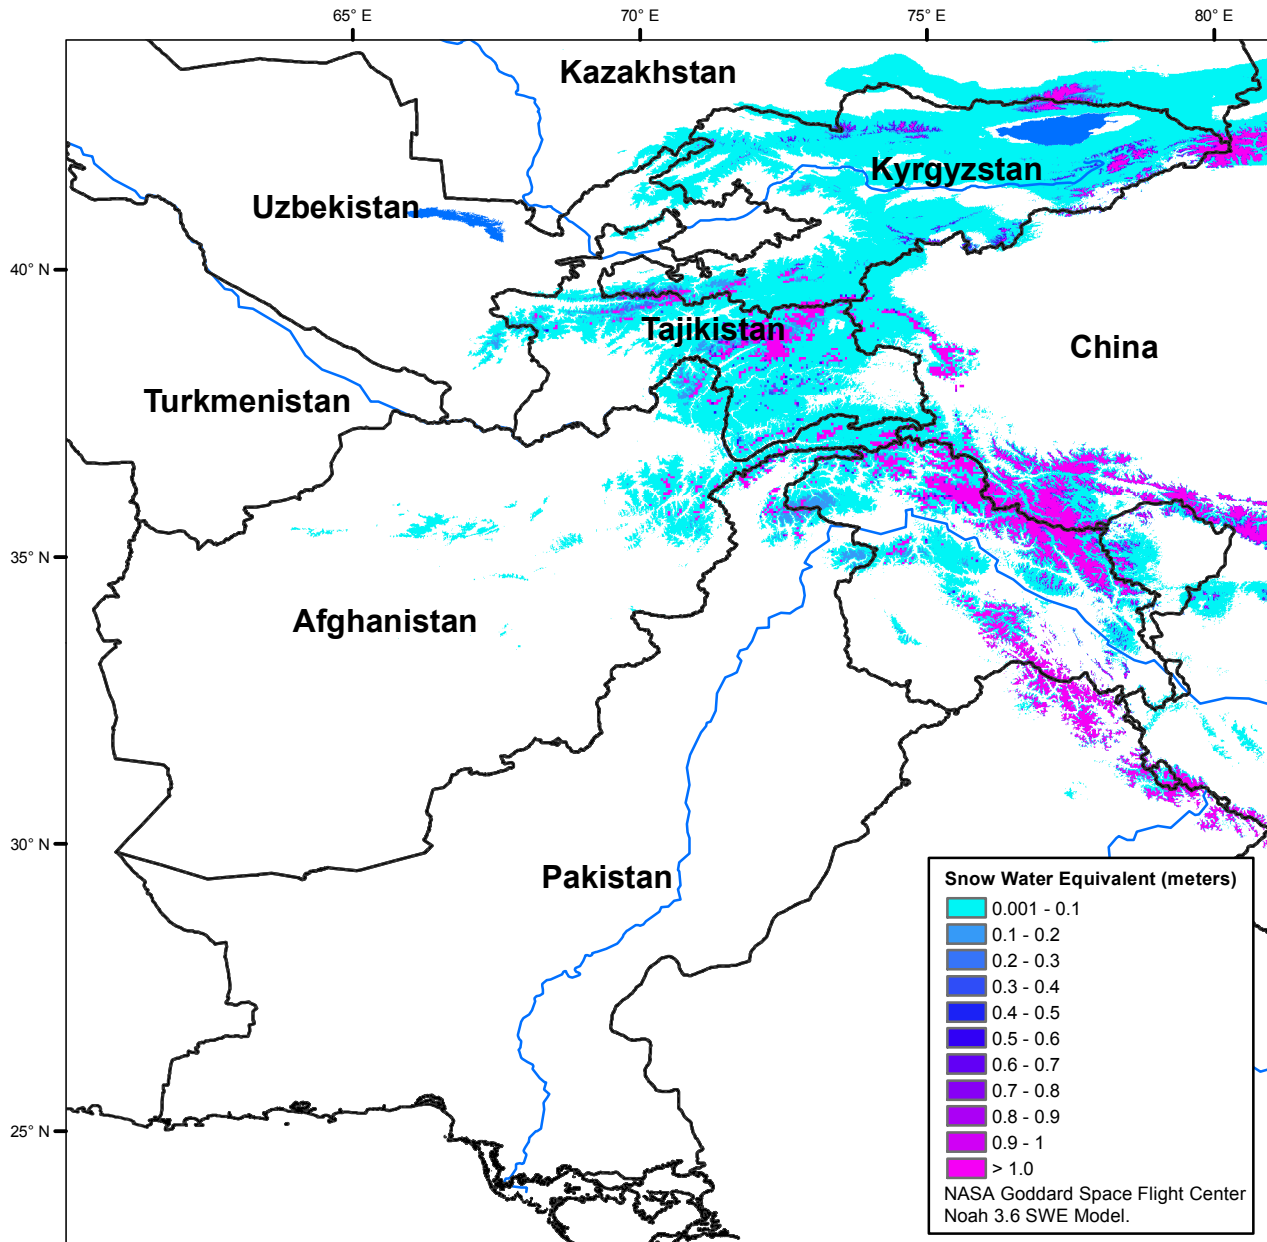 65° E
70° E
75° E
80° E
Kazakhstan
Kyrgyzstan
Uzbekistan
40° N
Tajikistan
China
Turkmenistan
35° N
Afghanistan
30° N
Pakistan
25° N
Snow Water Equivalent (meters)
0.001 - 0.1
0.1 - 0.2
0.2 - 0.3
0.3 - 0.4
0.4 - 0.5
0.5 - 0.6
0.6 - 0.7
0.7 - 0.8
0.8 - 0.9
0.9 - 1
> 1.0
NASA Goddard Space Flight Center
Noah 3.6 SWE Model.